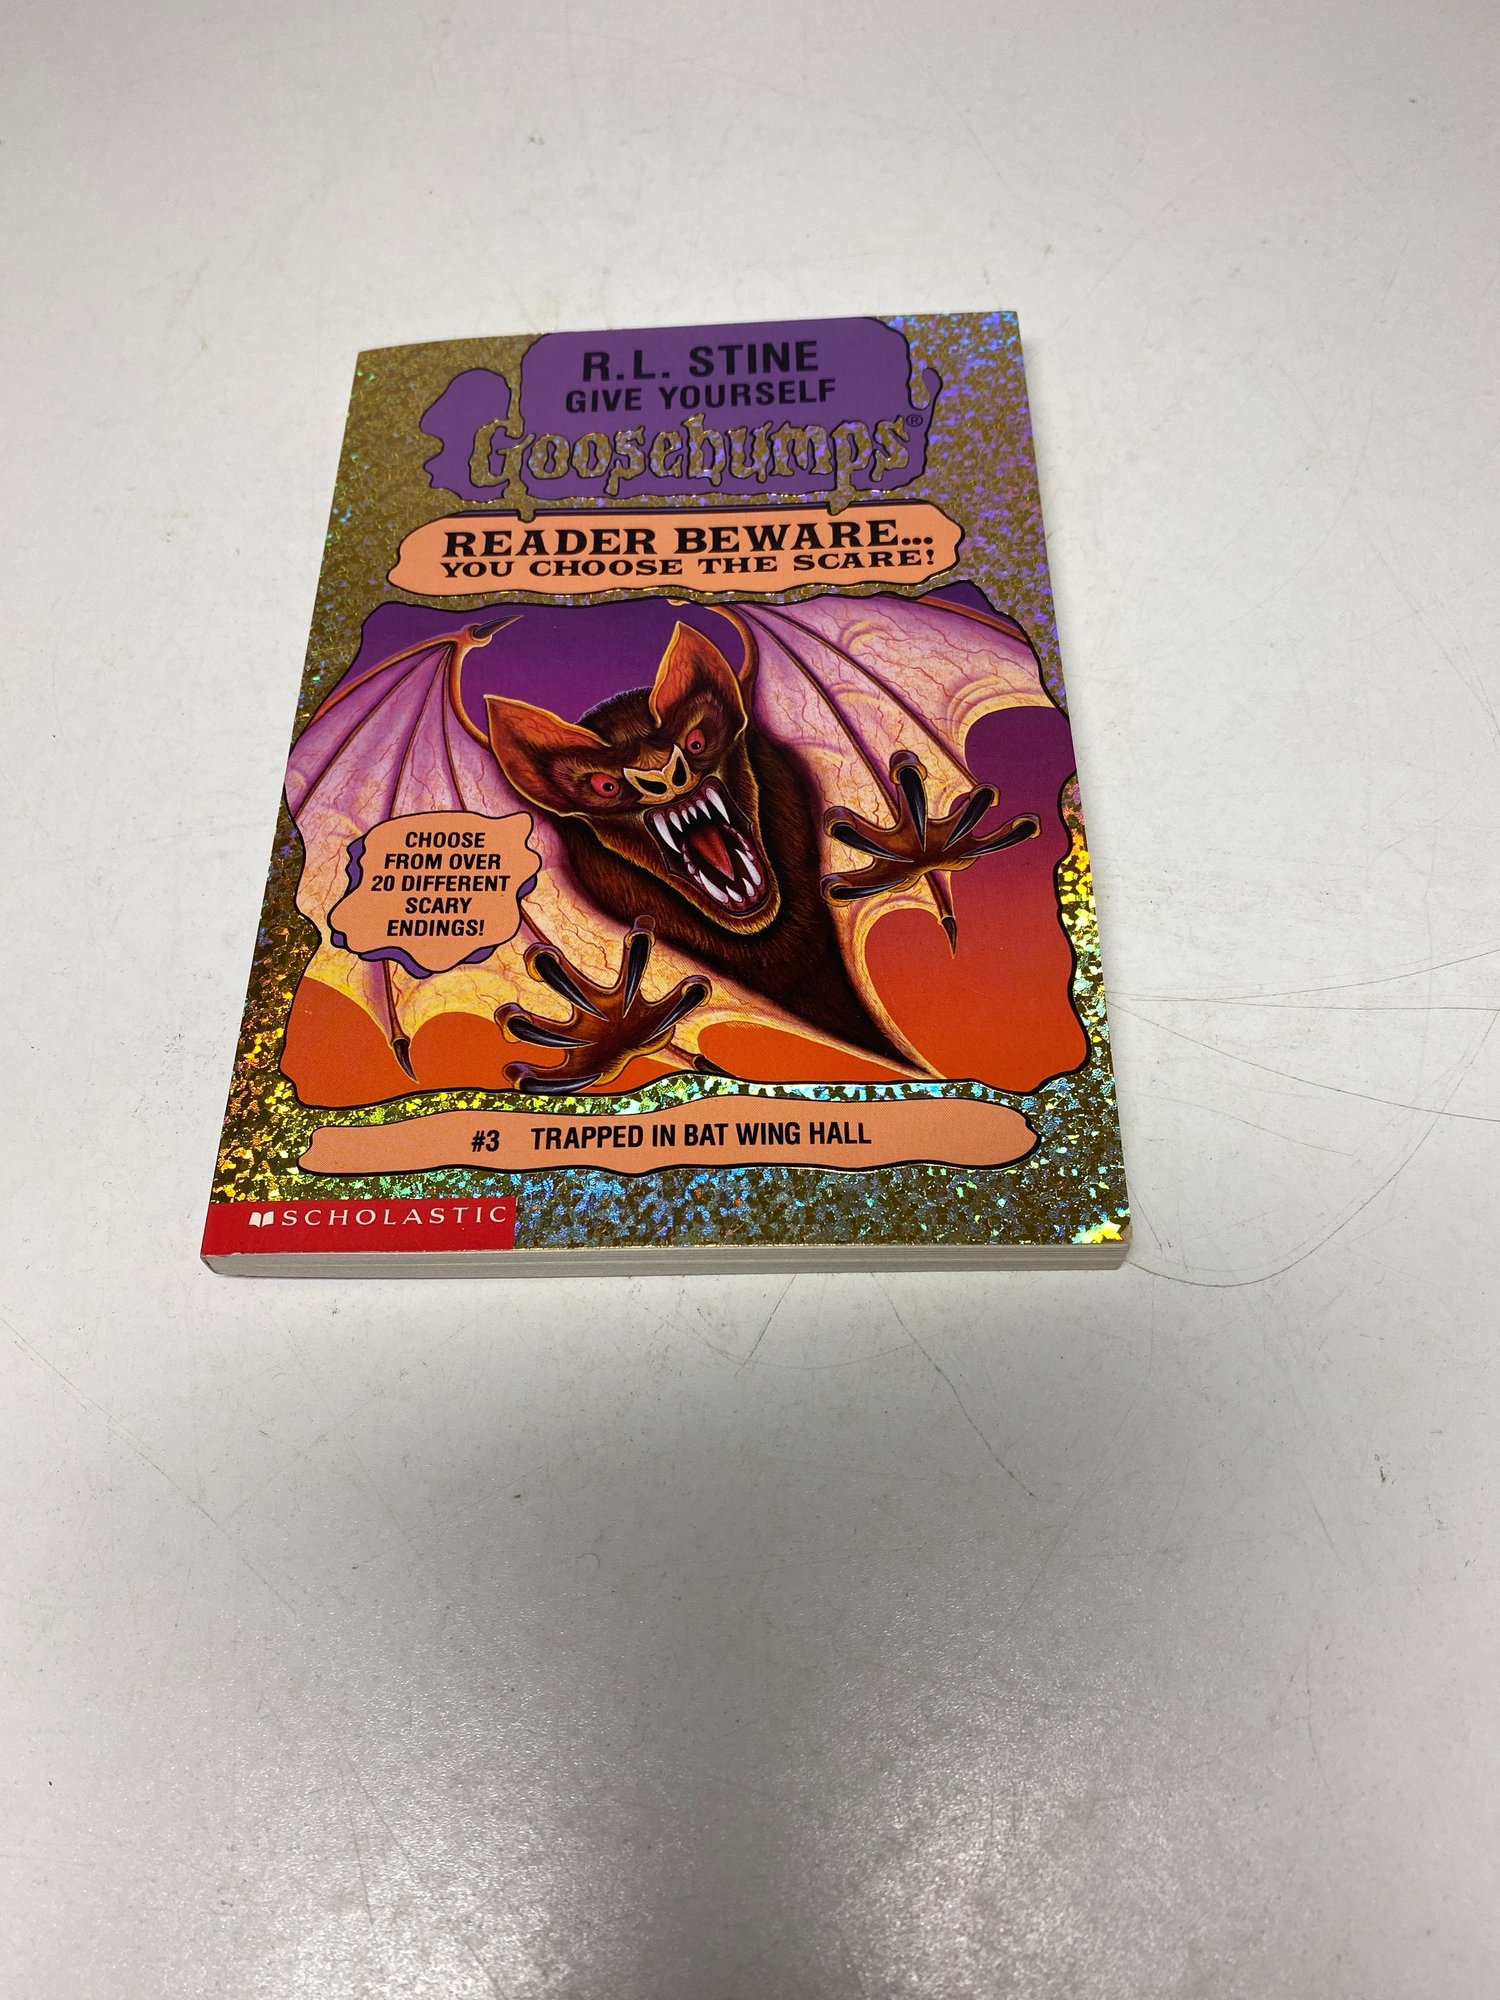 R.L. STINE
GIVE YOURSELF
Goosebumps®
READER BEWARE...
YOU CHOOSE THE SCARE!
CHOOSE
FROM OVER
20 DIFFERENT
SCARY
ENDINGS!
#3 TRAPPED IN BAT WING HALL
SCHOLASTIC